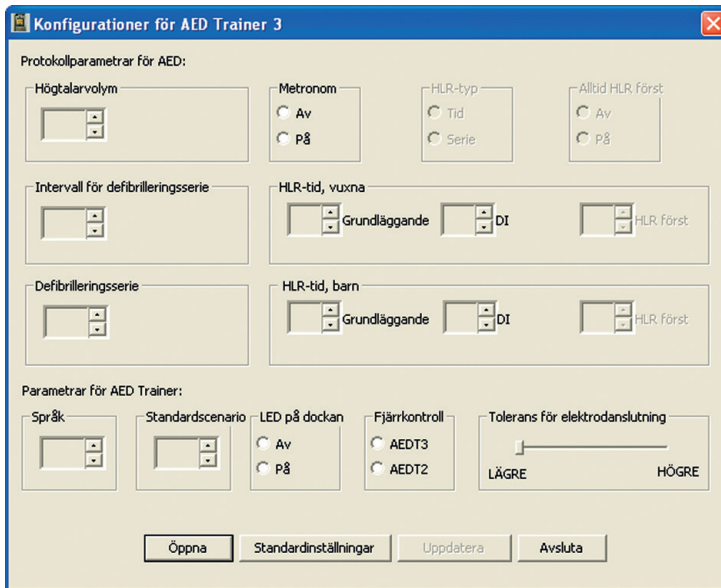 Konfigurationer för AED Trainer 3
Protokollparametrar för AED:
Högtalarvolym
Metronom
Av
På
HLR-typ
Tid
Serie
Alltid HLR först
Av
På
Intervall för defibrilleringsserie
HLR-tid, vuxna
Grundläggande DI HLR först
Defibrilleringsserie
HLR-tid, barn
Grundläggande DI HLR först
Parametrar för AED Trainer:
Språk
Standardscenario
LED på dockan
Av
På
Fjärrkontroll
AEDT3
AEDT2
Tolerans för elektrodanslutning
LÄGRE HÖGRE
Öppna Standardinställningar Uppdatera Avsluta